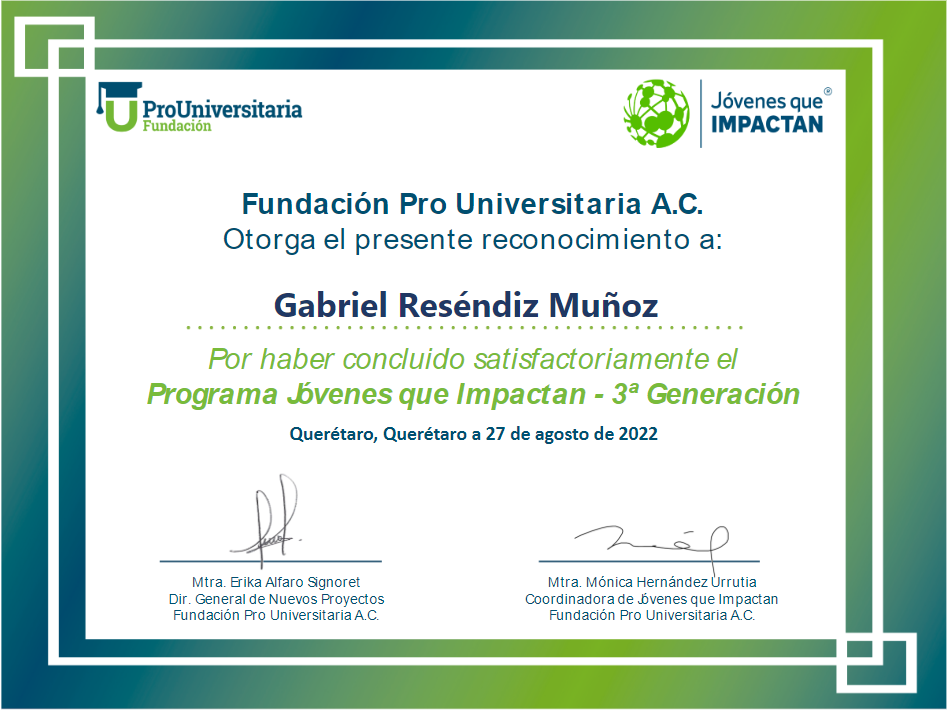 ProUniversitaria
Fundación
Jóvenes que®
IMPACTAN
Fundación Pro Universitaria A.C.
Otorga el presente reconocimiento a:
Gabriel Reséndiz Muñoz
Por haber concluido satisfactoriamente el
Programa Jóvenes que Impactan - 3ª Generación
Querétaro, Querétaro a 27 de agosto de 2022
Mtra. Erika Alfaro Signoret
Dir. General de Nuevos Proyectos
Fundación Pro Universitaria A.C.
Mtra. Mónica Hernández Urrutia
Coordinadora de Jóvenes que Impactan
Fundación Pro Universitaria A.C.